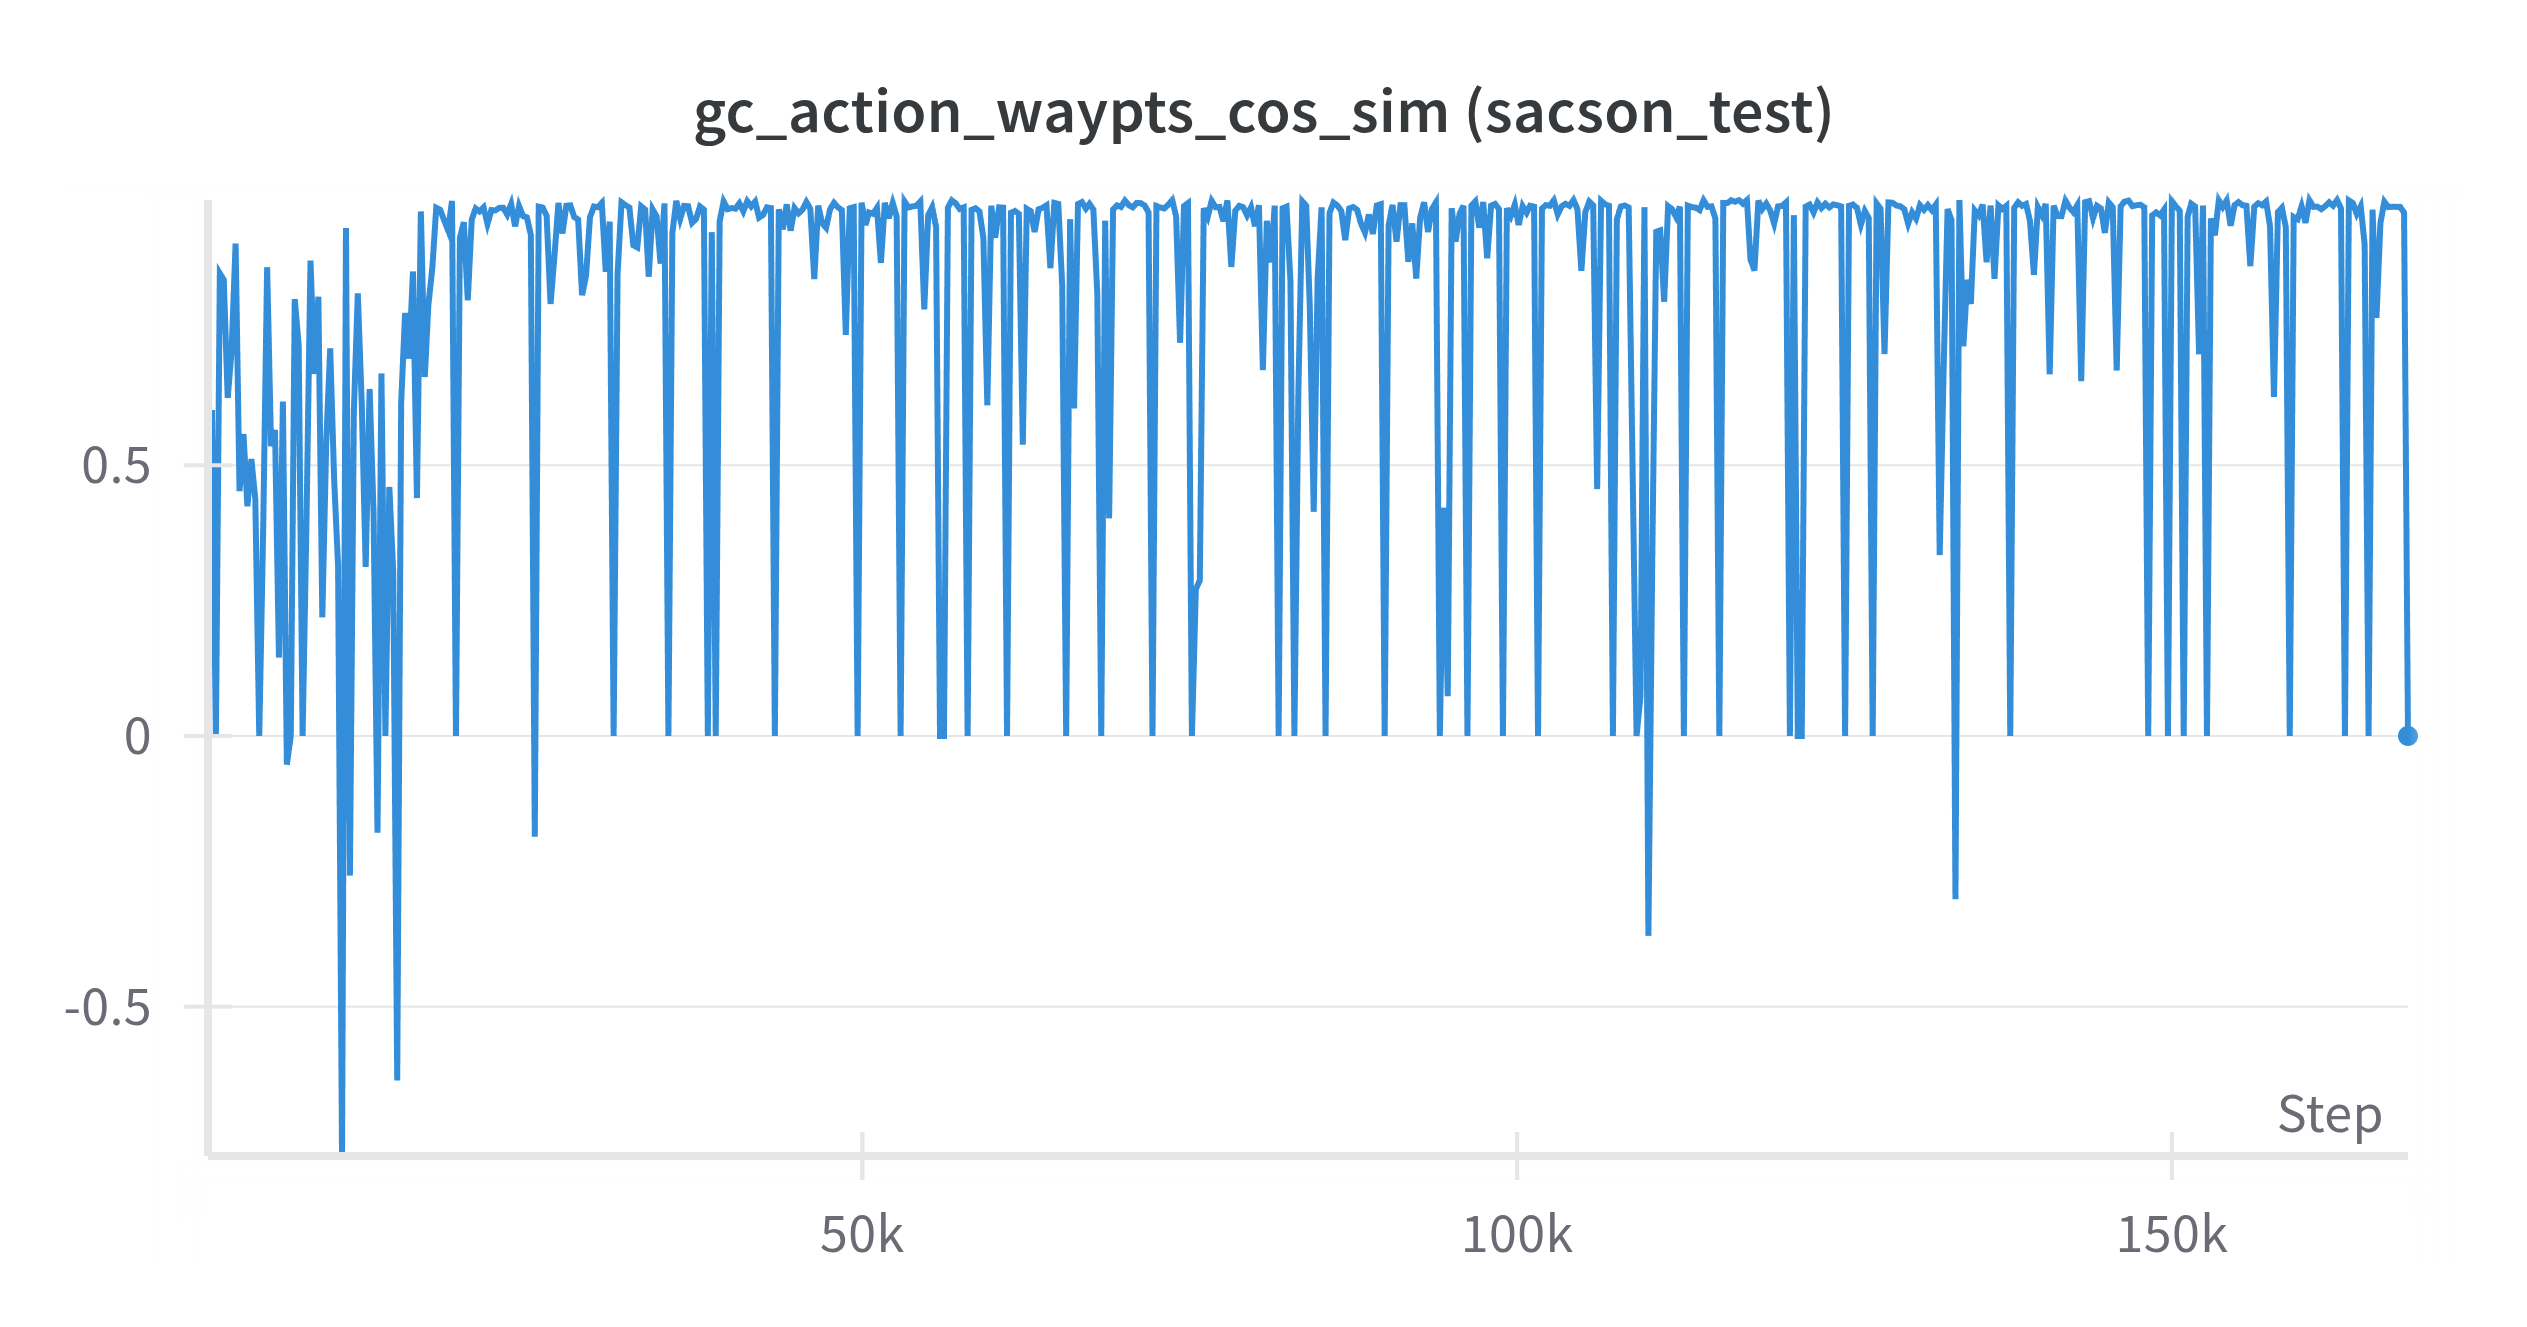 gc_action_waypts_cos_sim (sacson_test)
0.5
0
-0.5
Step
50k
100k
150k